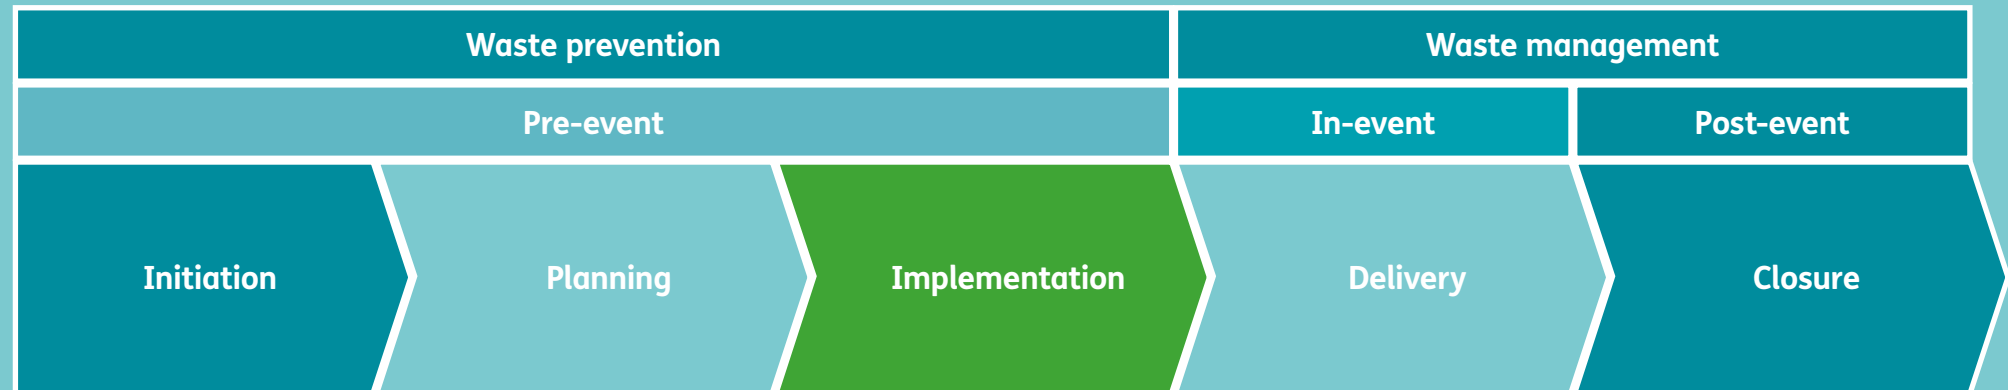 Waste prevention
Waste management
Pre-event
In-event
Post-event
Initiation
Planning
Implementation
Delivery
Closure